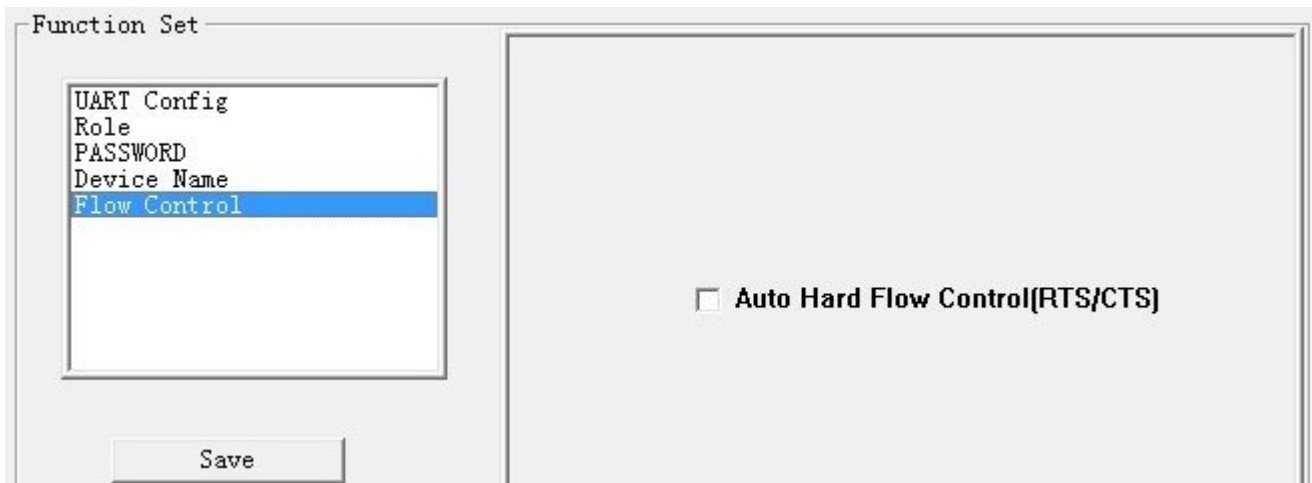 Function Set
UART Config
Role
PASSWORD
Device Name
Flow Control
Auto Hard Flow Control(RTS/CTS)
Save